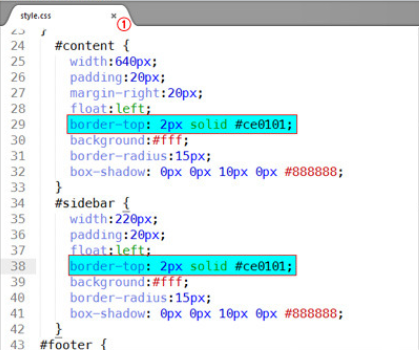 style.css × 1
23 }
24 #content {
25 width:640px;
26 padding:20px;
27 margin-right:20px;
28 float:left;
29 border-top: 2px solid #ce0101;
30 background:#fff;
31 border-radius:15px;
32 box-shadow: 0px 0px 10px 0px #888888;
33 }
34 #sidebar {
35 width:220px;
36 padding:20px;
37 float:left;
38 border-top: 2px solid #ce0101;
39 background:#fff;
40 border-radius:15px;
41 box-shadow: 0px 0px 10px 0px #888888;
42 }
43 #footer {